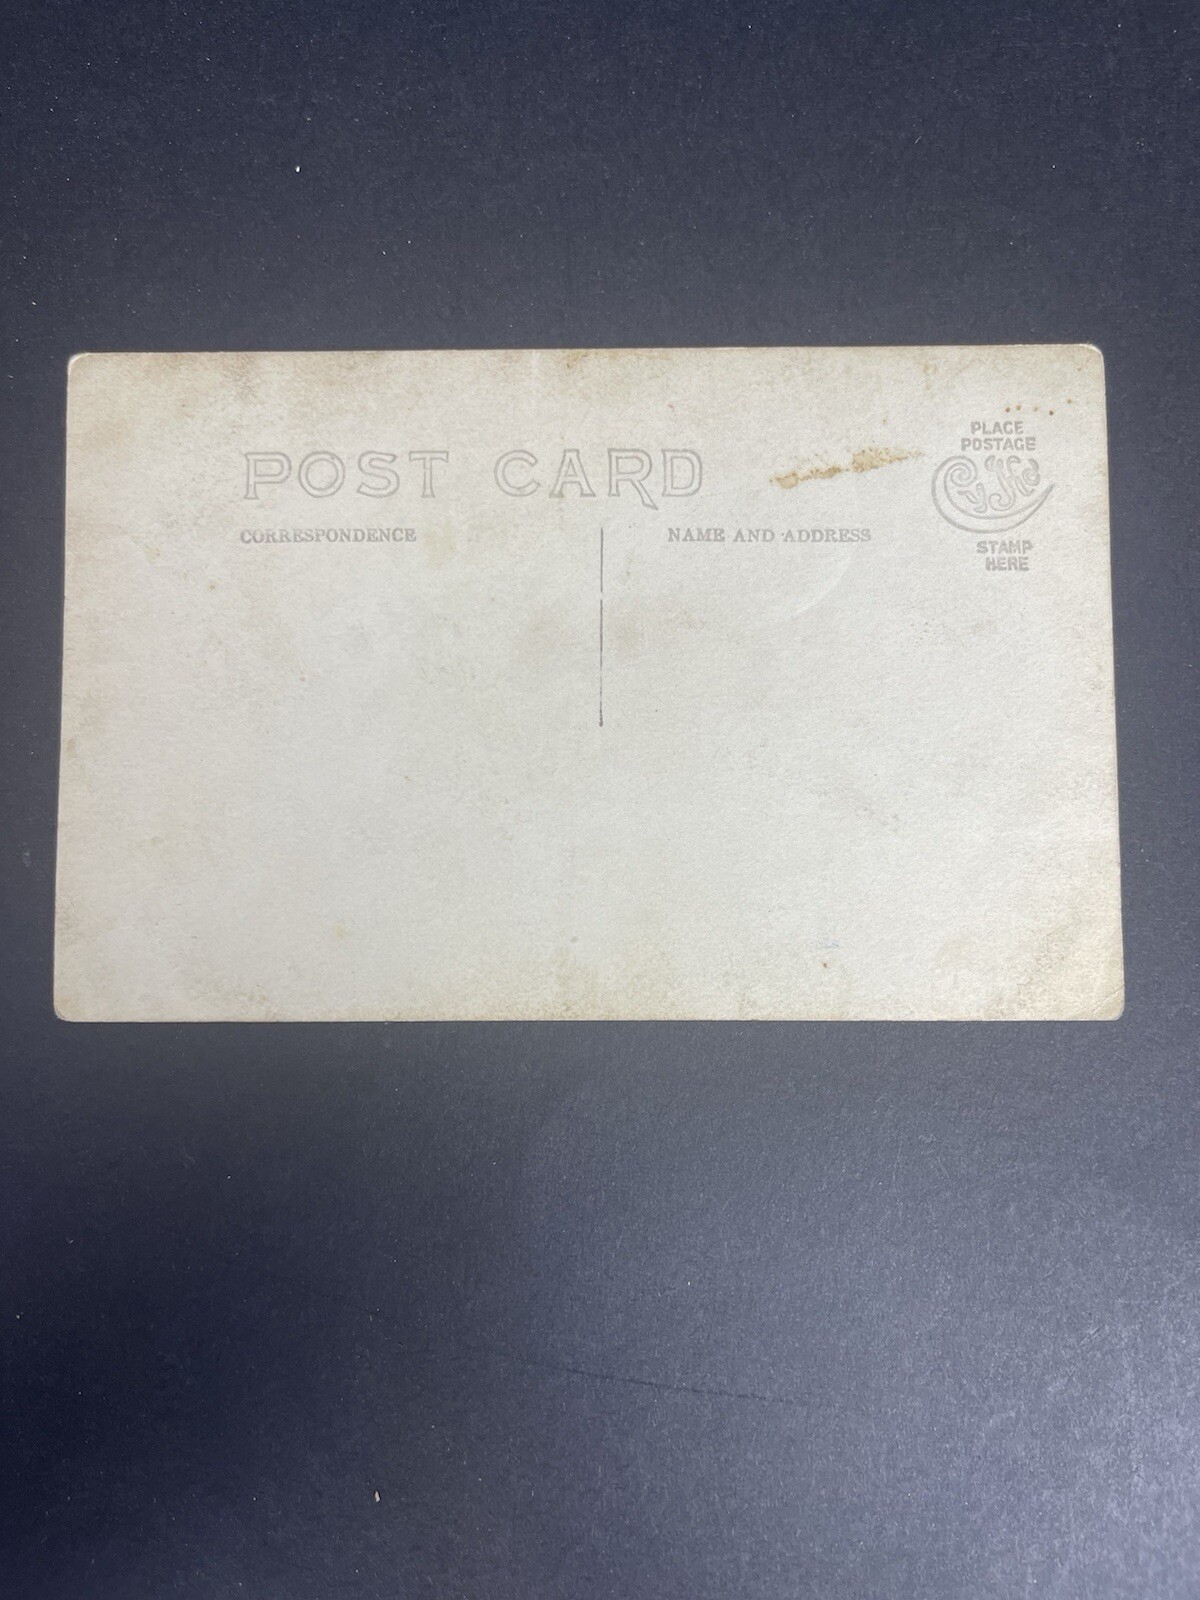 POST CARD
CORRESPONDENCE
NAME AND ADDRESS
PLACE
POSTAGE
CyKo
STAMP
HERE